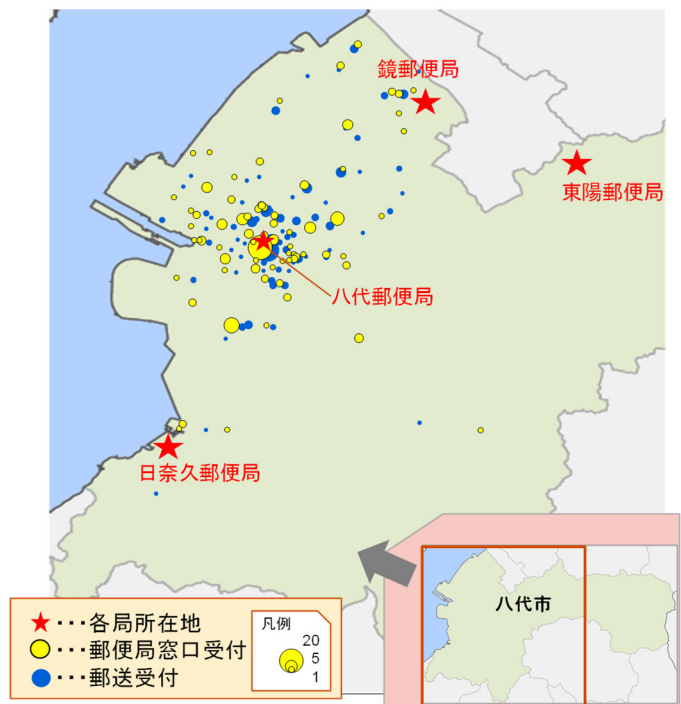 鏡郵便局
東陽郵便局
八代郵便局
日奈久郵便局
八代市
★・・・各局所在地
・・・郵便局窓口受付
・・・郵送受付
凡例
20
5
1